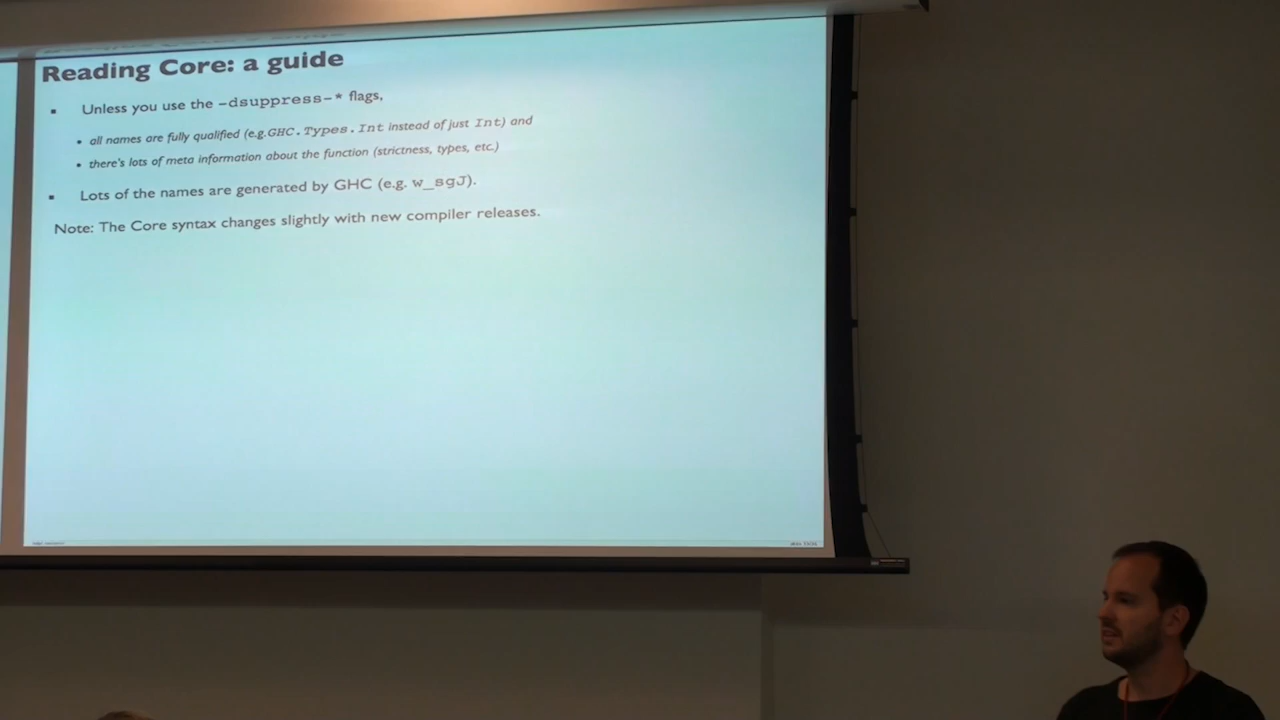 Reading Core: a guide
Unless you use the -dsuppress-* flags,
all names are fully qualified (e.g.GHC.Types.Int instead of just Int) and
there's lots of meta information about the function (strictness, types, etc.)
Lots of the names are generated by GHC (e.g. w_sgJ).
Note: The Core syntax changes slightly with new compiler releases.